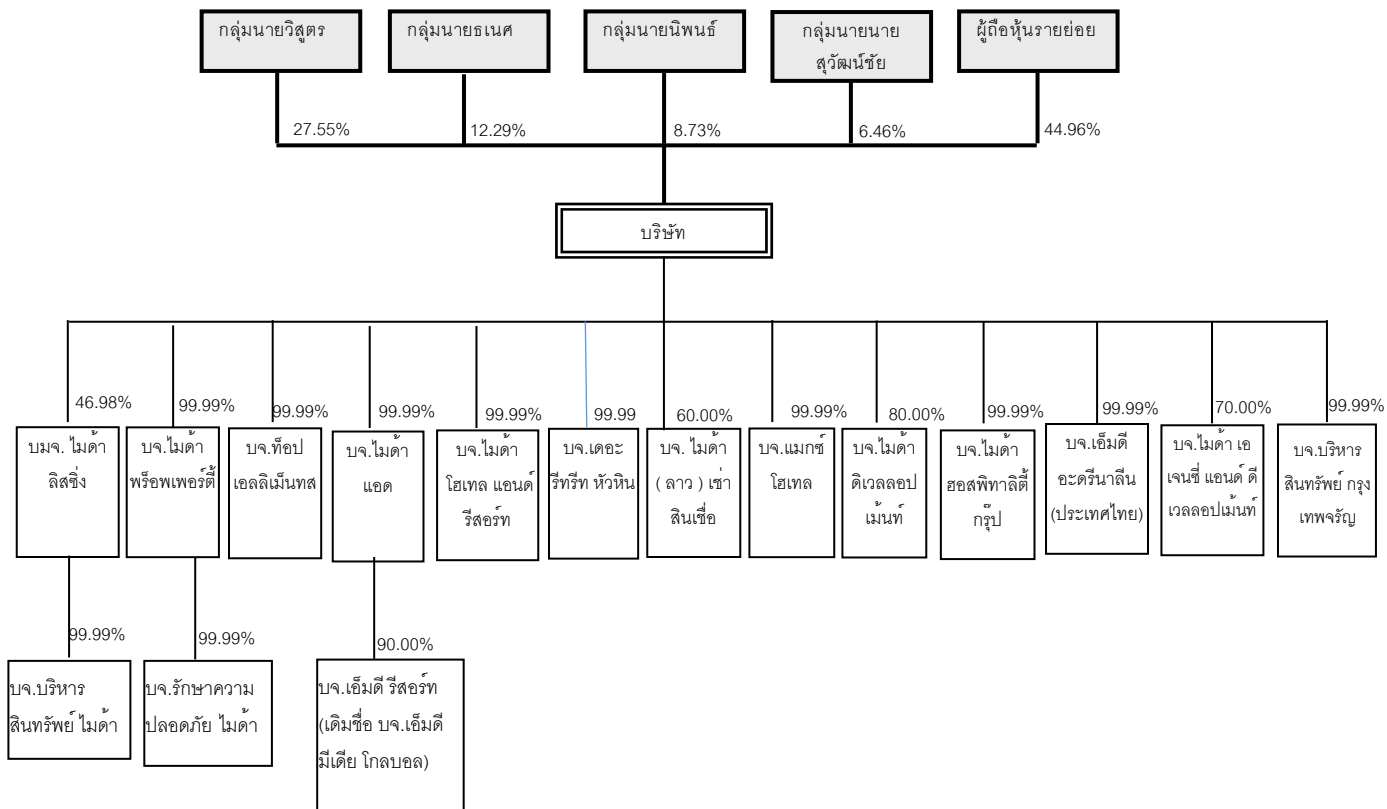 กลุ่มนายวิสูตร
กลุ่มนายธเนศ
กลุ่มนายนิพนธ์
กลุ่มนายนาย
สุวัฒน์ชัย
ผู้ถือหุ้นรายย่อย
27.55%
12.29%
8.73%
6.46%
44.96%
บริษัท
46.98%
99.99%
99.99%
99.99%
99.99%
99.99
60.00%
99.99%
80.00%
99.99%
99.99%
70.00%
99.99%
บมจ. ไมด้า
ลิสซิ่ง
บจ.ไมด้า
พร็อพเพอร์ตี้
บจ.ท็อป
เอลลิเม็นทส
บจ.ไมด้า
แอด
บจ.ไมด้า
โฮเทล แอนด์
รีสอร์ท
บจ.เดอะ
รีทรีท หัวหิน
บจ. ไมด้า
( ลาว ) เช่า
สินเชื่อ
บจ.แมกซ์
โฮเทล
บจ.ไมด้า
ดิเวลลอป
เม้นท์
บจ.ไมด้า
ฮอสพิทาลิตี้
กรุ๊ป
บจ.เอ็มดี
อะดรีนาลีน
(ประเทศไทย)
บจ.ไมด้า เอ
เจนซี่ แอนด์ ดี
เวลลอปเม้นท์
บจ.บริหาร
สินทรัพย์ กรุง
เทพจรัญ
99.99%
99.99%
90.00%
บจ.บริหาร
สินทรัพย์ ไมด้า
บจ.รักษาความ
ปลอดภัย ไมด้า
บจ.เอ็มดี รีสอร์ท
(เดิมชื่อ บจ.เอ็มดี
มีเดีย โกลบอล)